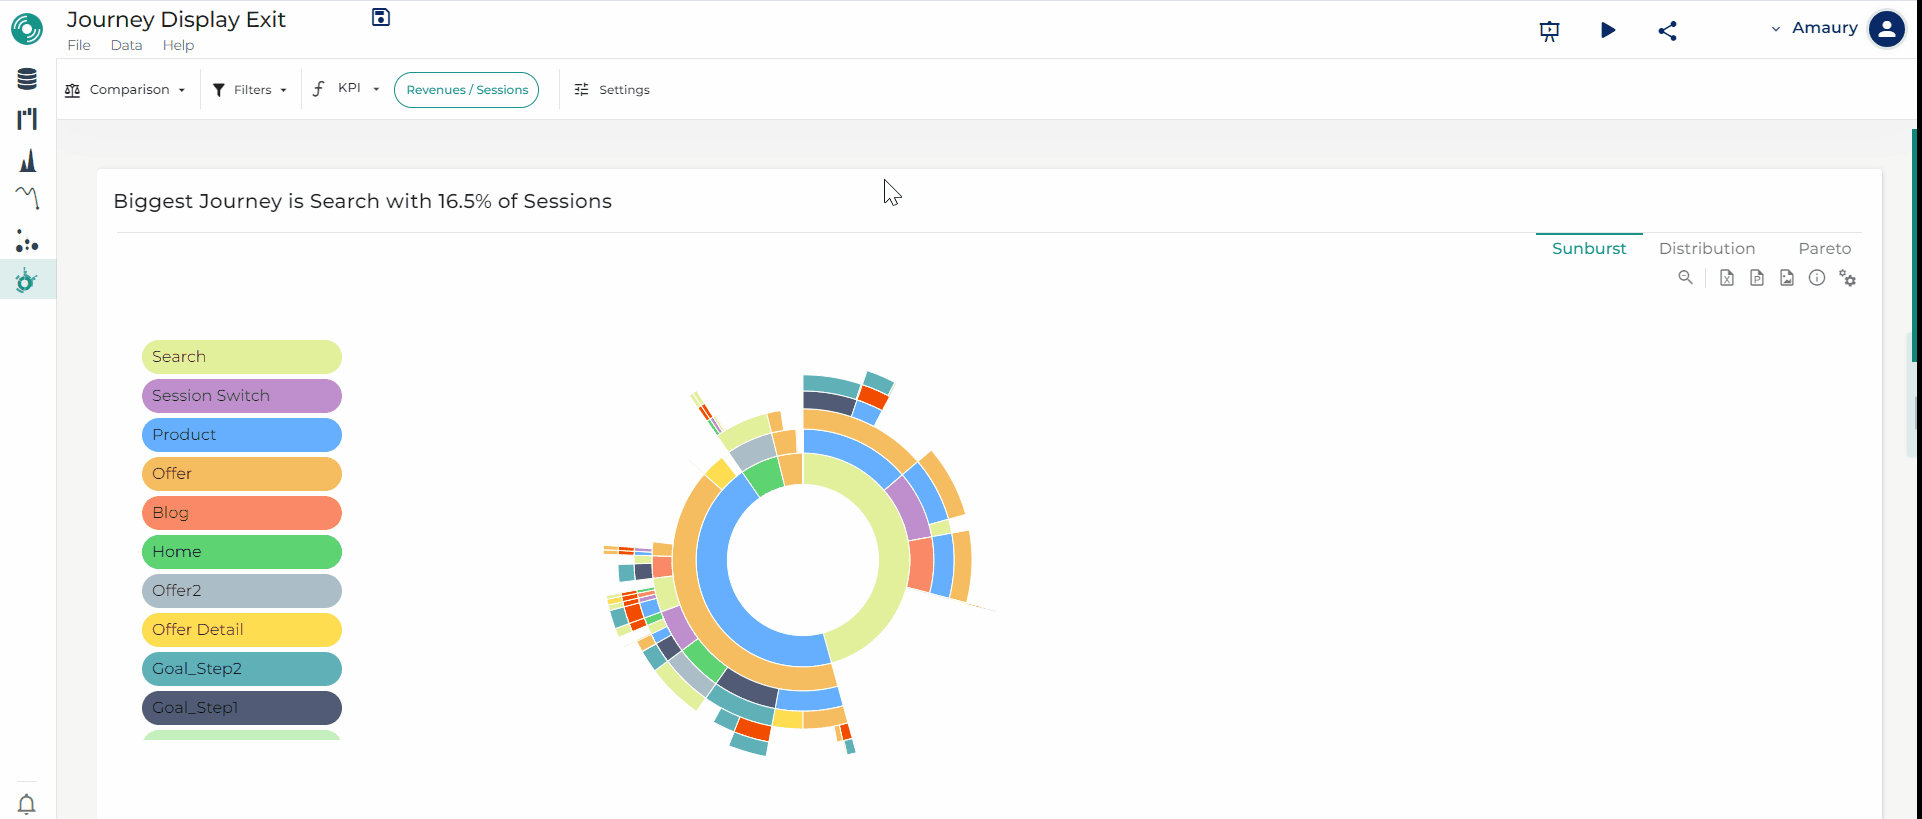 Journey Display Exit
File Data Help
Amaury
Comparison Filters KPI Revenues / Sessions Settings
Biggest Journey is Search with 16.5% of Sessions
Sunburst Distribution Pareto
Search
Session Switch
Product
Offer
Blog
Home
Offer2
Offer Detail
Goal_Step2
Goal_Step1